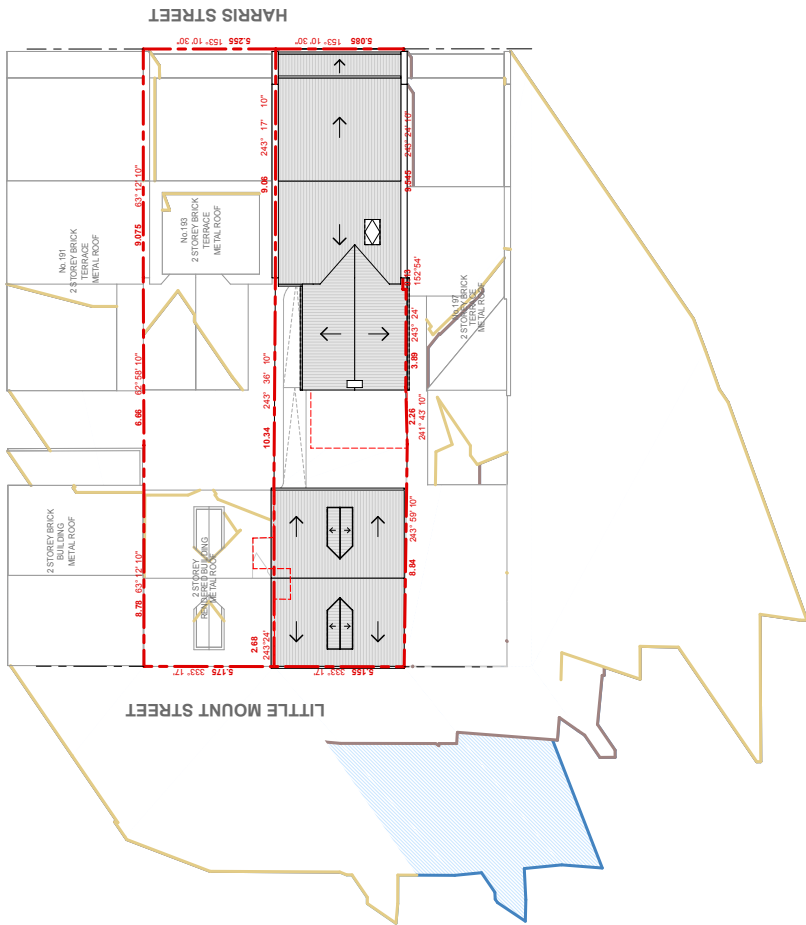 HARRIS STREET
5.255 153° 10' 30"
153° 10' 30" 5.085
9.075 63° 12' 10"
9.06 243° 17' 10"
9.545 243° 24' 10"
No.191
2 STOREY BRICK
TERRACE
METAL ROOF
No.193
2 STOREY BRICK
TERRACE
METAL ROOF
152°54'
No.197
2 STOREY BRICK
TERRACE
METAL ROOF
6.66 62° 58' 10"
10.34 243° 36' 10"
3.89 243° 24'
2.26
241° 43' 10"
2 STOREY BRICK
BUILDING
METAL ROOF
2 STOREY
RENDERED BUILDING
METAL ROOF
8.78 63° 12' 10"
2.68
243°24'
8.84
243° 59' 10"
5.175 333° 17'
5.155 333° 17'
LITTLE MOUNT STREET